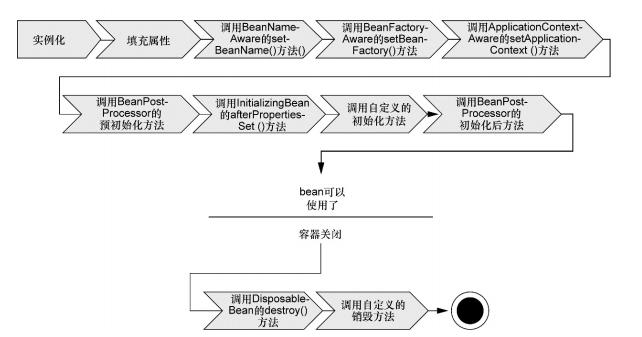 实例化
填充属性
调用BeanName-
Aware的set-
BeanName()方法()
调用BeanFactory-
Aware的setBean-
Factory()方法
调用ApplicationContext-
Aware的setApplication-
Context ()方法
调用BeanPost-
Processor的
预初始化方法
调用InitializingBean
的afterProperties-
Set ()方法
调用自定义的
初始化方法
调用BeanPost-
Processor的
初始化后方法
bean可以
使用了
容器关闭
调用Disposable-
Bean的destroy()
方法
调用自定义的
销毁方法